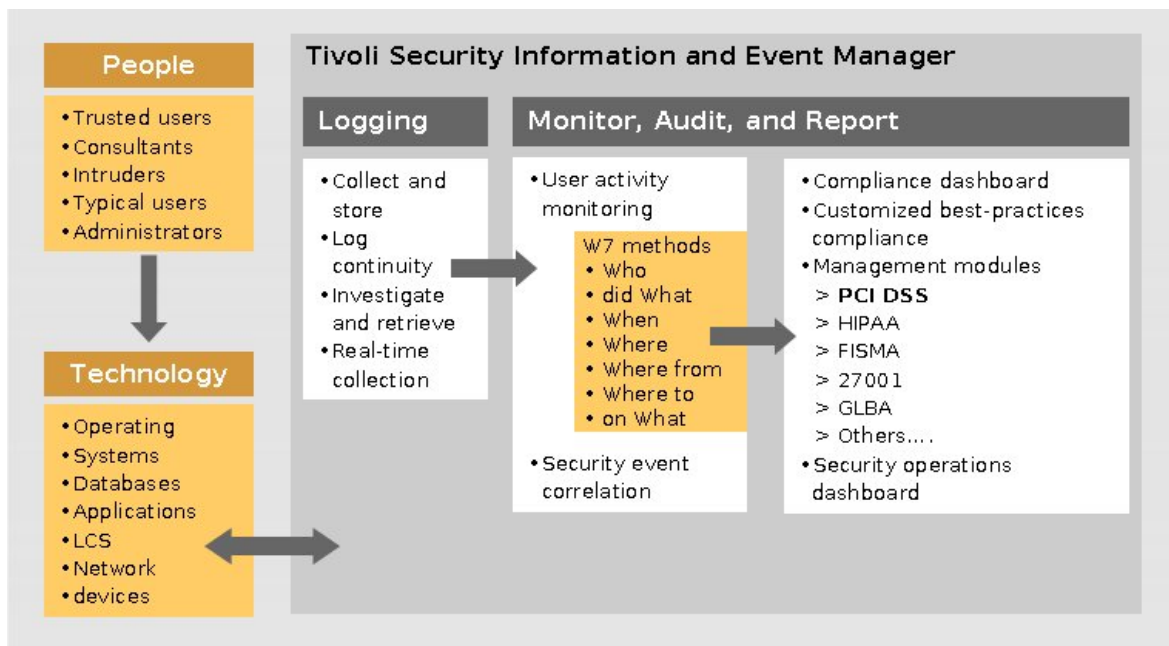 People
• Trusted users
• Consultants
• Intruders
• Typical users
• Administrators
Technology
• Operating
• Systems
• Databases
• Applications
• LCS
• Network
• devices
Tivoli Security Information and Event Manager
Logging
• Collect and
store
• Log
continuity
• Investigate
and retrieve
• Real-time
collection
Monitor, Audit, and Report
• User activity
monitoring
W7 methods
• Who
• did What
• When
• Where
• Where from
• Where to
• on What
• Security event
correlation
• Compliance dashboard
• Customized best-practices
compliance
• Management modules
> PCI DSS
> HIPAA
> FISMA
> 27001
> GLBA
> Others....
• Security operations
dashboard